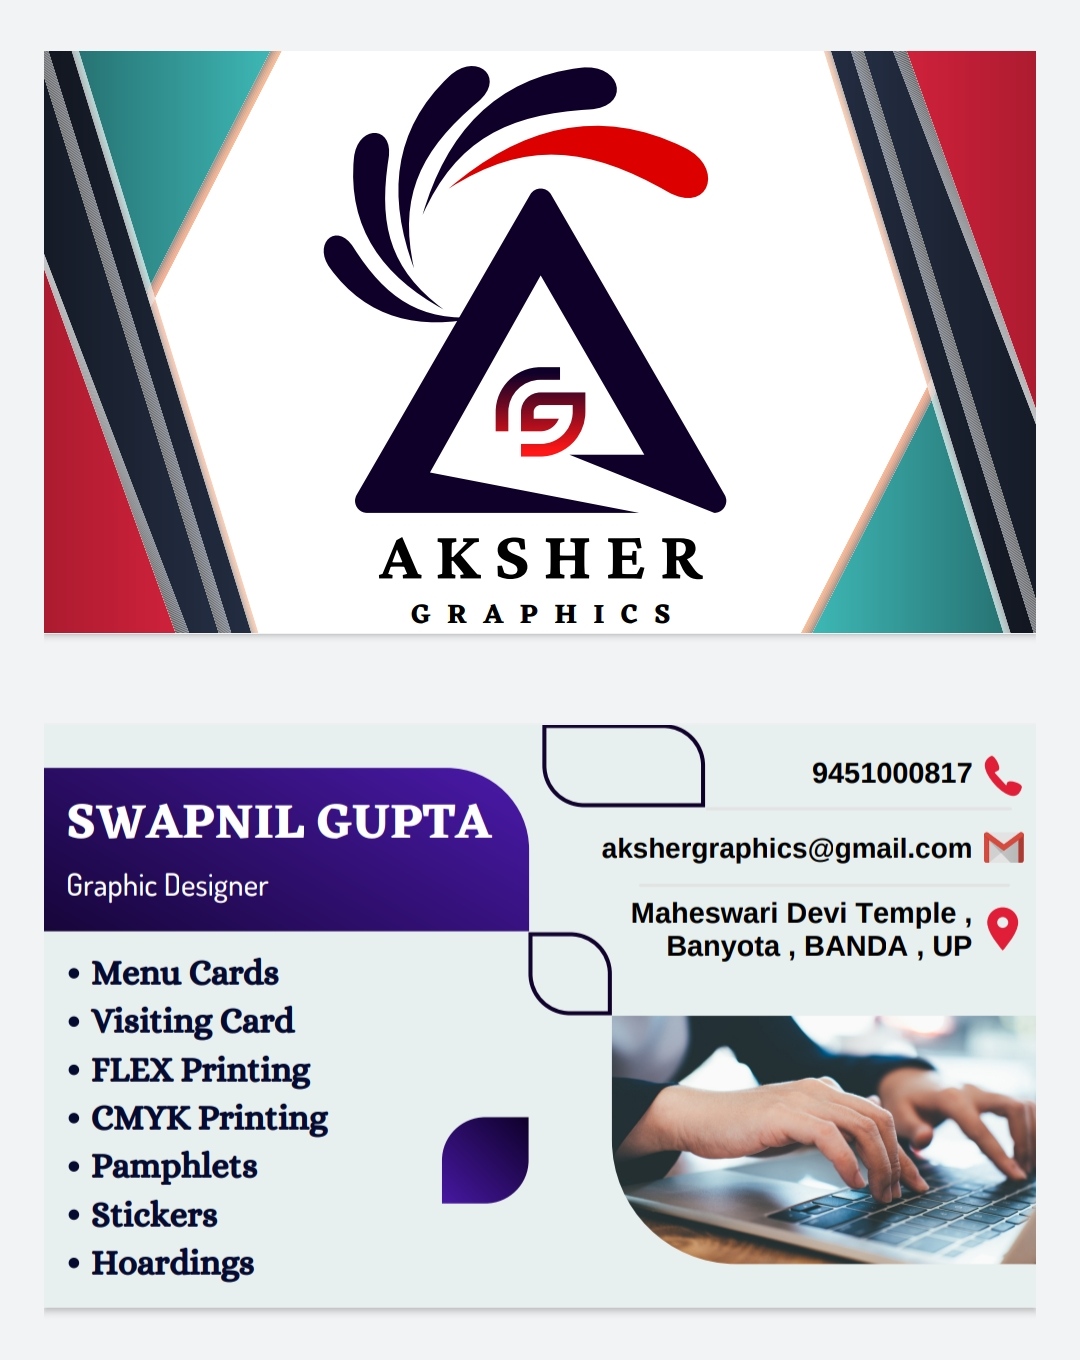 AKSHER
GRAPHICS
SWAPNIL GUPTA
Graphic Designer
• Menu Cards
• Visiting Card
• FLEX Printing
• CMYK Printing
• Pamphlets
• Stickers
• Hoardings
9451000817
akshergraphics@gmail.com
Maheswari Devi Temple ,
Banyota , BANDA , UP